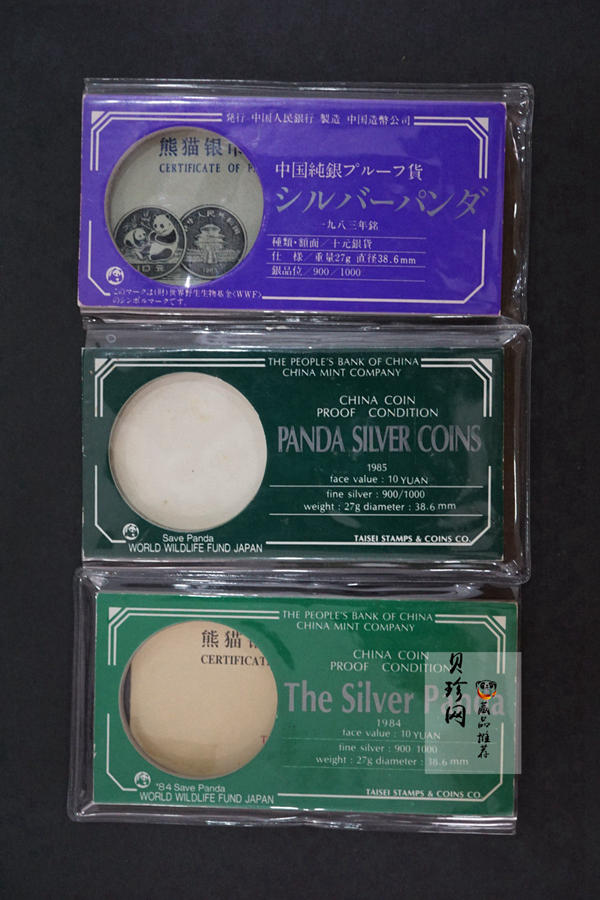 発行 中国人民銀行 製造 中国造幣公司
熊猫银币
CERTIFICATE OF P
中国純銀プルーフ貨
シルバーパンダ
一九八三年銘
種類・額面／十元銀貨
仕 様／重量27g 直径38.6mm
銀品位／900／1000
10元
1983
このマークは(財)世界野生生物基金〈WWF〉
のシンボルマークです。
THE PEOPLE'S BANK OF CHINA
CHINA MINT COMPANY
CHINA COIN
PROOF CONDITION
PANDA SILVER COINS
1985
face value : 10 YUAN
fine silver : 900/1000
weight : 27g diameter : 38.6 mm
Save Panda
WORLD WILDLIFE FUND JAPAN
TAISEI STAMPS & COINS CO.
THE PEOPLE'S BANK OF CHINA
CHINA MINT COMPANY
熊猫
CERTIFICAT
CHINA COIN
PROOF CONDITION
The Silver Panda
1984
face value : 10 YUAN
fine silver : 900 1000
weight : 27g diameter : 38.6 mm
'84 Save Panda
WORLD WILDLIFE FUND JAPAN
TAISEI STAMPS & COINS CO.
贝珍网
藏品推荐